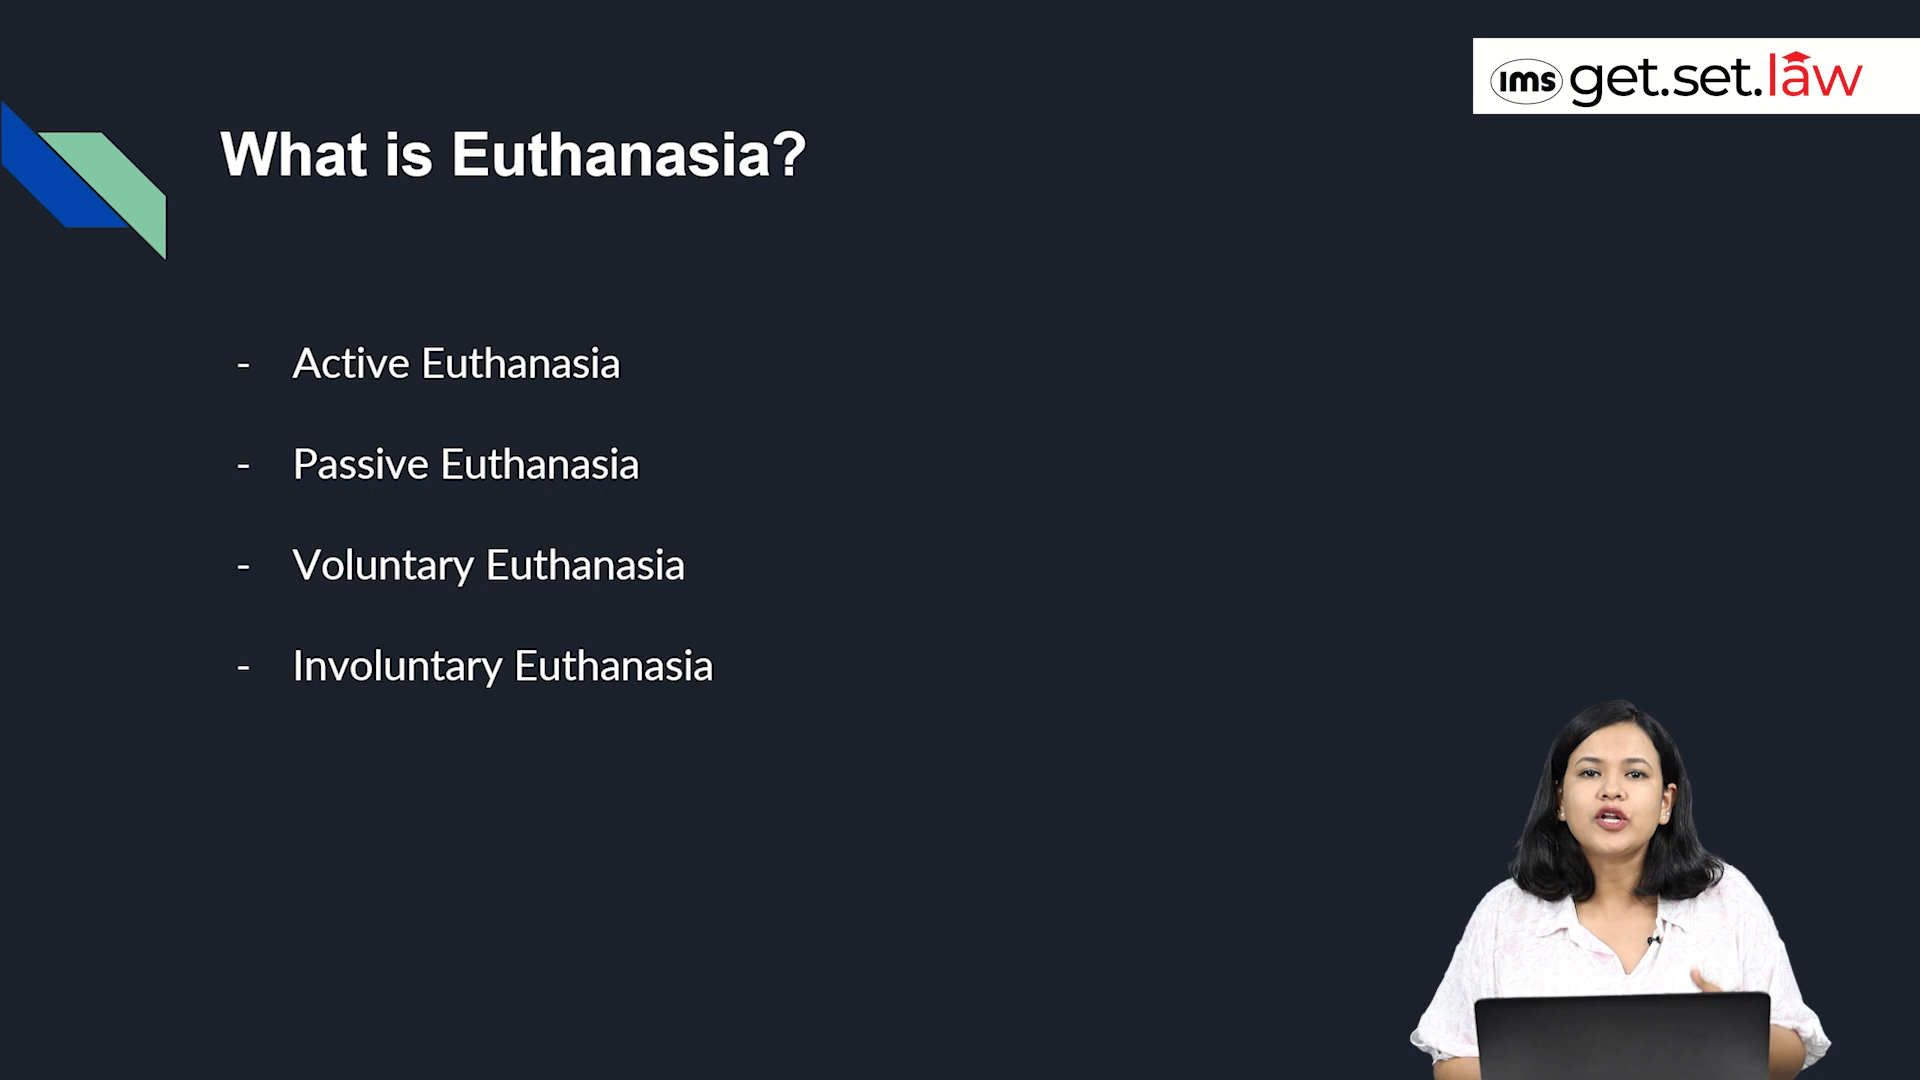 ims get.set.law
What is Euthanasia?
- Active Euthanasia
- Passive Euthanasia
- Voluntary Euthanasia
- Involuntary Euthanasia